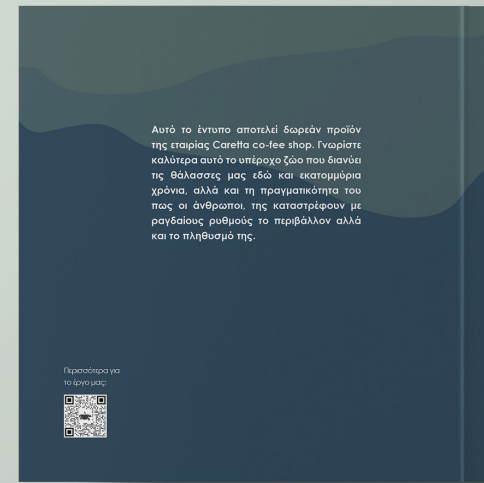 Αυτό το έντυπο αποτελεί δωρεάν προϊόν
της εταιρίας Caretta co-fee shop. Γνωρίστε
καλύτερα αυτό το υπέροχο ζώο που διανύει
τις θάλασσες μας εδώ και εκατομμύρια
χρόνια, αλλά και τη πραγματικότητα του
πως οι άνθρωποι, της καταστρέφουν με
ραγδαίους ρυθμούς το περιβάλλον αλλά
και το πληθυσμό της.
Περισσότερα για
το έργο μας: